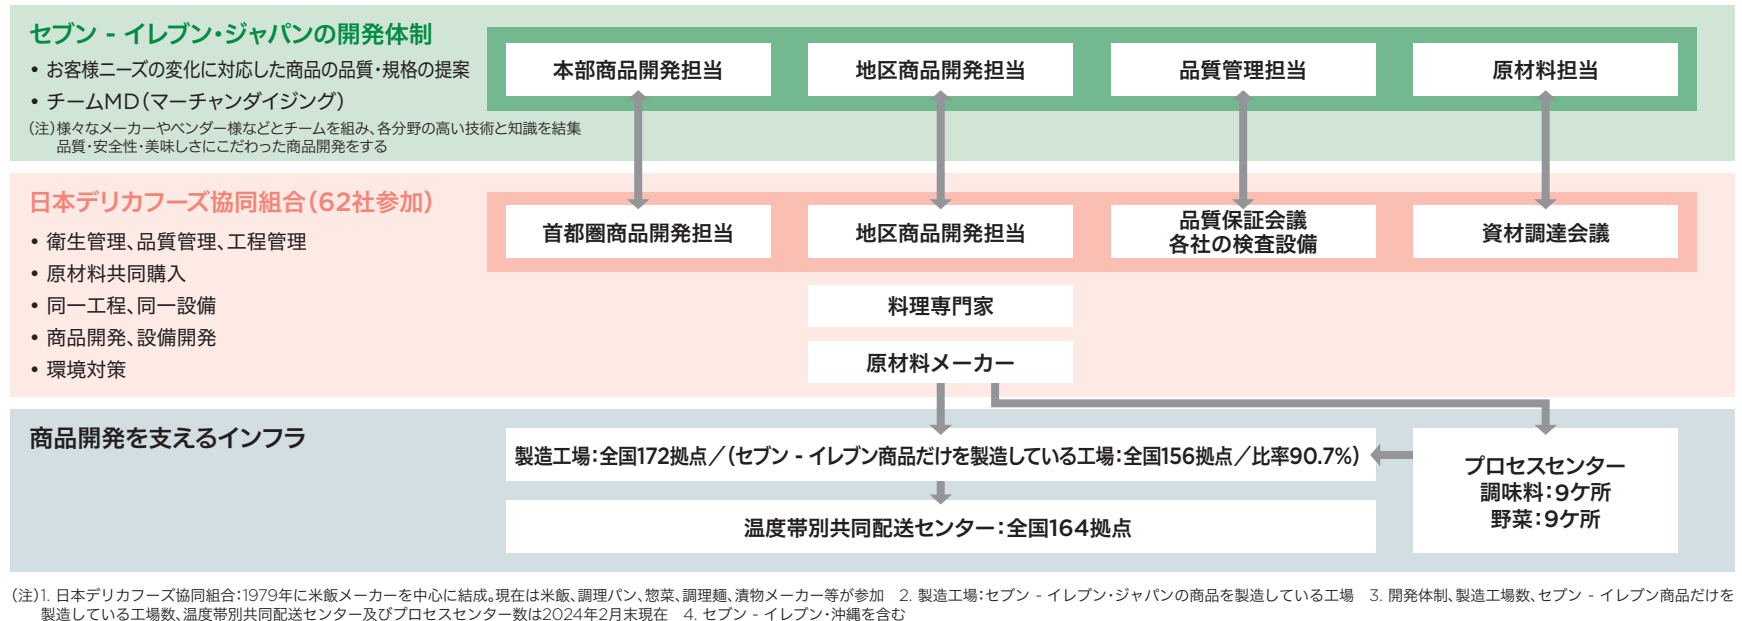 セブン - イレブン・ジャパンの開発体制
• お客様ニーズの変化に対応した商品の品質・規格の提案
• チームMD(マーチャンダイジング)
(注)様々なメーカーやベンダー様などとチームを組み、各分野の高い技術と知識を結集
品質・安全性・美味しさにこだわった商品開発をする
本部商品開発担当
地区商品開発担当
品質管理担当
原材料担当
日本デリカフーズ協同組合(62社参加)
• 衛生管理、品質管理、工程管理
• 原材料共同購入
• 同一工程、同一設備
• 商品開発、設備開発
• 環境対策
首都圏商品開発担当
地区商品開発担当
品質保証会議
各社の検査設備
資材調達会議
料理専門家
原材料メーカー
商品開発を支えるインフラ
製造工場:全国172拠点/(セブン - イレブン商品だけを製造している工場:全国156拠点/比率90.7%)
温度帯別共同配送センター:全国164拠点
プロセスセンター
調味料:9ケ所
野菜:9ケ所
(注)1. 日本デリカフーズ協同組合:1979年に米飯メーカーを中心に結成。現在は米飯、調理パン、惣菜、調理麺、漬物メーカー等が参加 2. 製造工場:セブン - イレブン・ジャパンの商品を製造している工場 3. 開発体制、製造工場数、セブン - イレブン商品だけを
製造している工場数、温度帯別共同配送センター及びプロセスセンター数は2024年2月末現在 4. セブン - イレブン・沖縄を含む